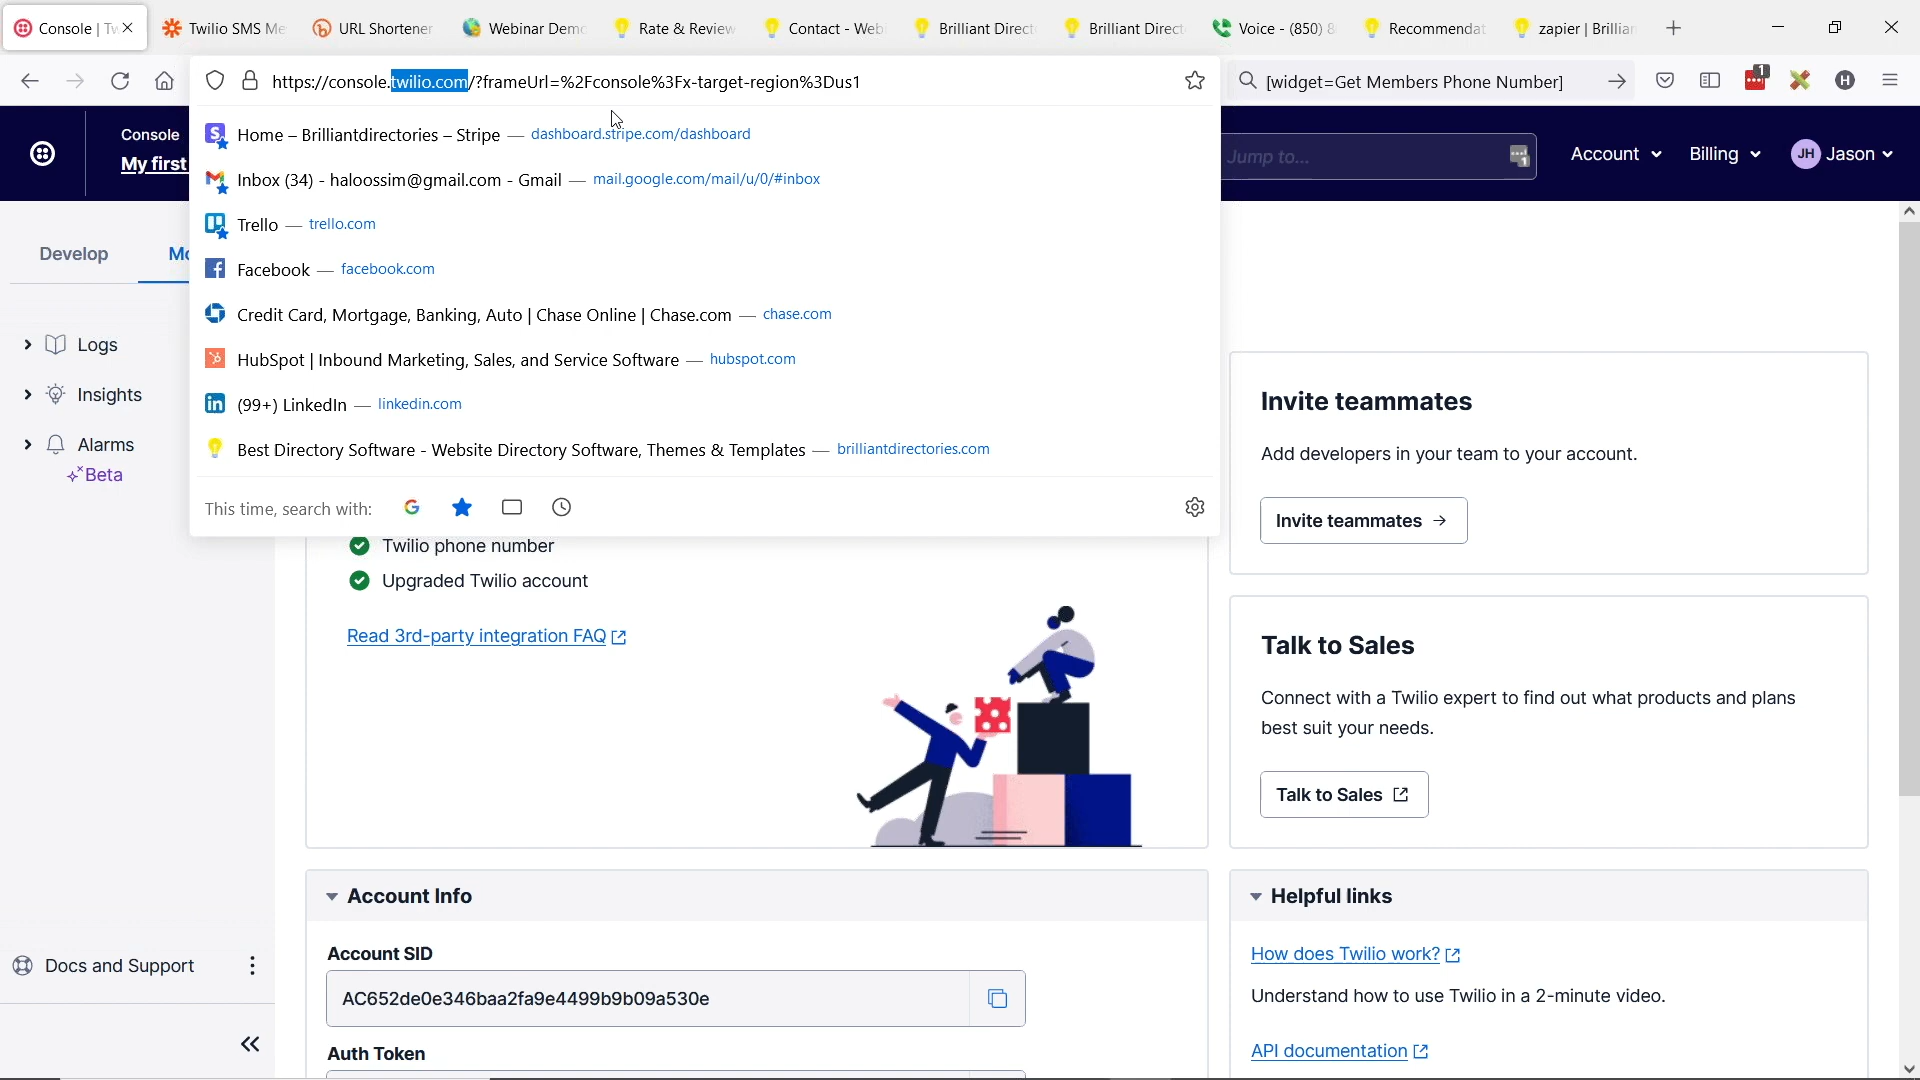 Console | Tw
Twilio SMS Me
URL Shortener
Webinar Demo
Rate & Review
Contact - Web
Brilliant Direct
Brilliant Direct
Voice - (850) 8
Recommendat
zapier | Brillian
https://console.twilio.com/?frameUrl=%2Fconsole%3Fx-target-region%3Dus1
[widget=Get Members Phone Number]
1
H
Console
My first
Jump to...
1
Account
Billing
JH Jason
Home – Brilliantdirectories – Stripe — dashboard.stripe.com/dashboard
Inbox (34) - haloossim@gmail.com - Gmail — mail.google.com/mail/u/0/#inbox
Trello — trello.com
Facebook — facebook.com
Credit Card, Mortgage, Banking, Auto | Chase Online | Chase.com — chase.com
HubSpot | Inbound Marketing, Sales, and Service Software — hubspot.com
(99+) LinkedIn — linkedin.com
Best Directory Software - Website Directory Software, Themes & Templates — brilliantdirectories.com
This time, search with:
Develop
Mo
Logs
Insights
Alarms
Beta
Docs and Support
Twilio phone number
Upgraded Twilio account
Read 3rd-party integration FAQ
Invite teammates
Add developers in your team to your account.
Invite teammates →
Talk to Sales
Connect with a Twilio expert to find out what products and plans
best suit your needs.
Talk to Sales
Account Info
Account SID
AC652de0e346baa2fa9e4499b9b09a530e
Auth Token
Helpful links
How does Twilio work?
Understand how to use Twilio in a 2-minute video.
API documentation